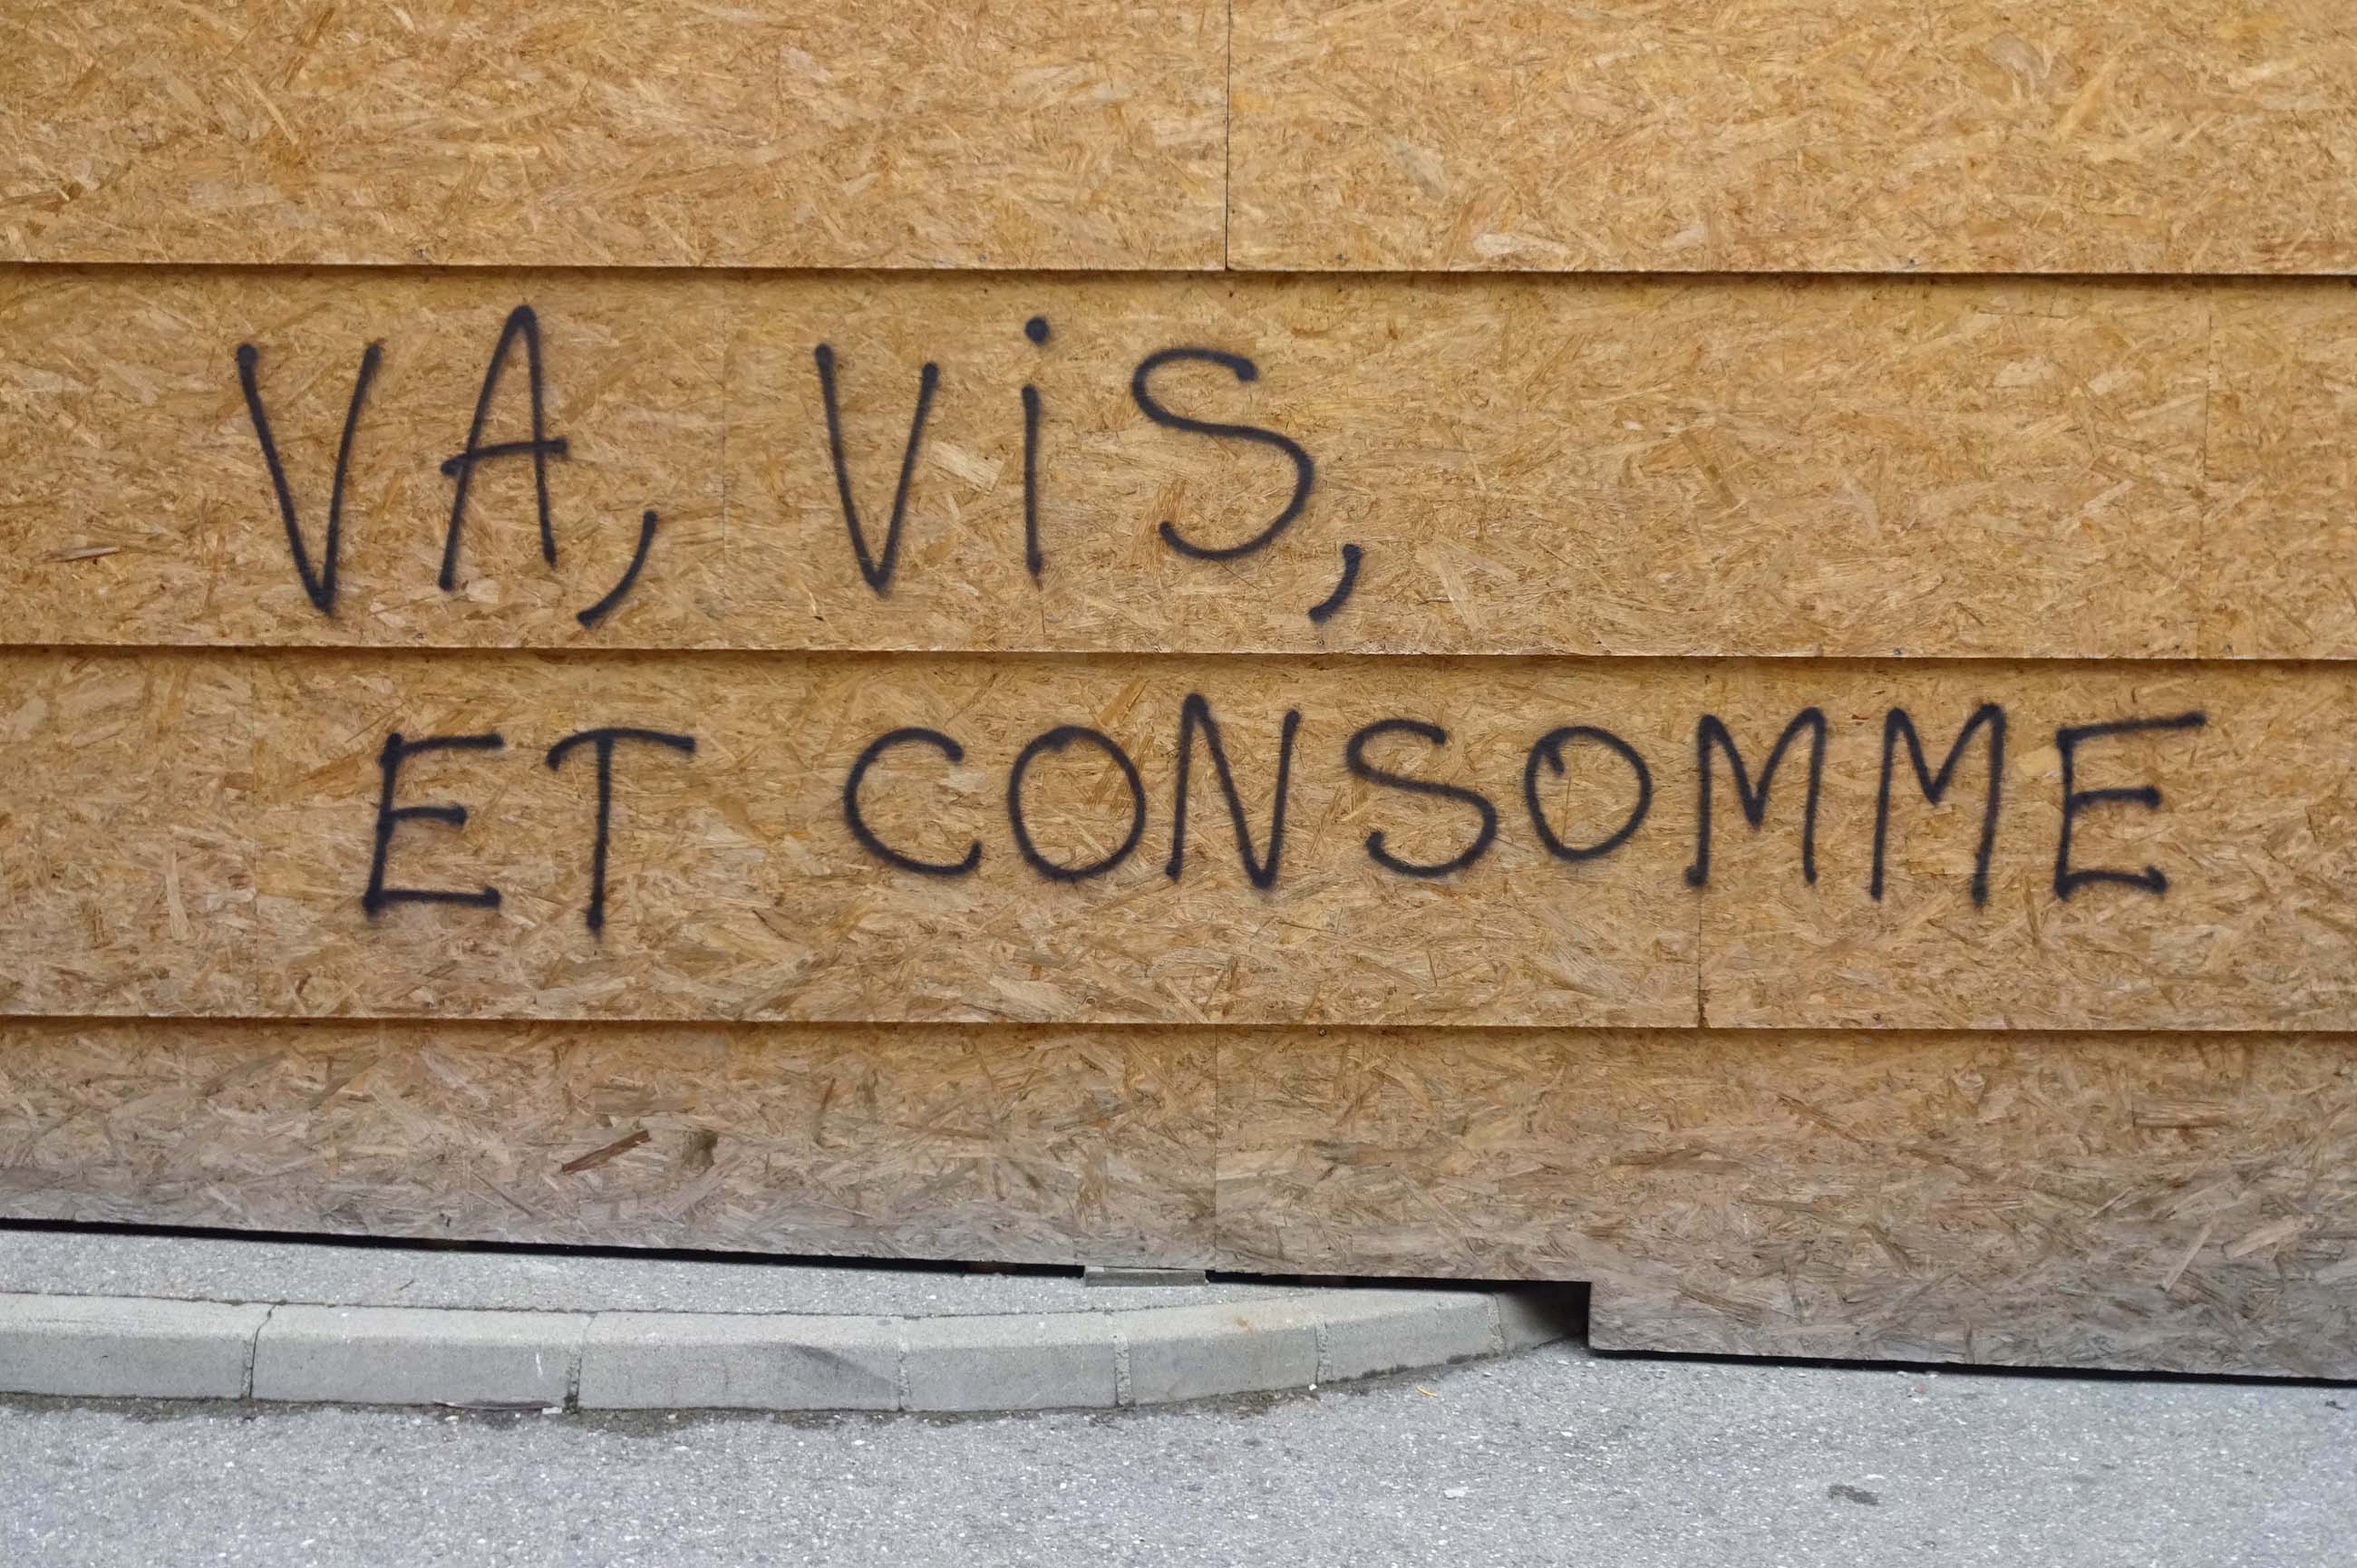 VA, ViS,
ET CONSOMME